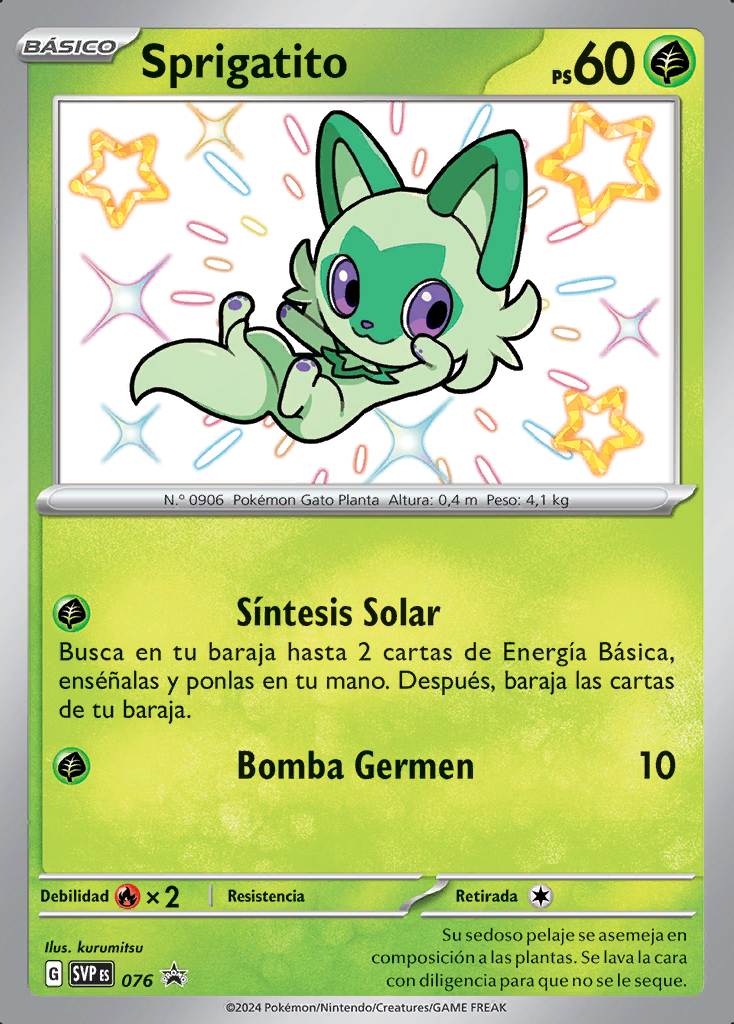 BÁSICO
Sprigatito
PS60
N.º 0906 Pokémon Gato Planta Altura: 0,4 m Peso: 4,1 kg
Síntesis Solar
Busca en tu baraja hasta 2 cartas de Energía Básica,
enséñalas y ponlas en tu mano. Después, baraja las cartas
de tu baraja.
Bomba Germen 10
Debilidad ×2 Resistencia Retirada
Ilus. kurumitsu
G SVP ES 076
Su sedoso pelaje se asemeja en
composición a las plantas. Se lava la cara
con diligencia para que no se le seque.
©2024 Pokémon/Nintendo/Creatures/GAME FREAK